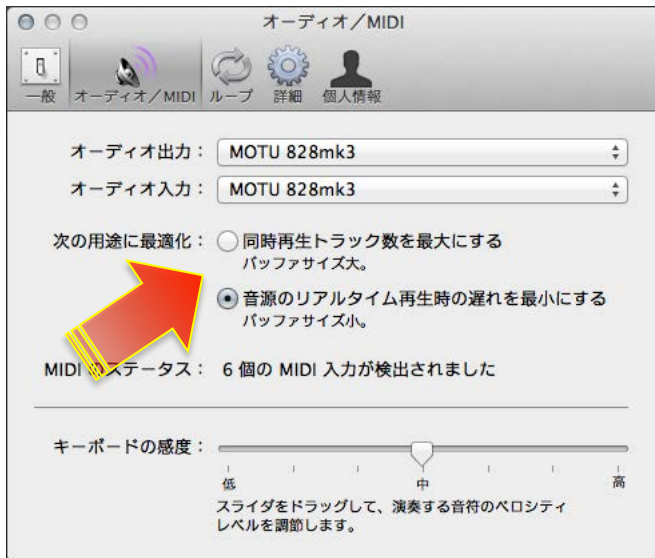 オーディオ／MIDI
一般 オーディオ／MIDI ループ 詳細 個人情報
オーディオ出力： MOTU 828mk3
オーディオ入力： MOTU 828mk3
次の用途に最適化： 同時再生トラック数を最大にする
バッファサイズ大。
音源のリアルタイム再生時の遅れを最小にする
バッファサイズ小。
MIDI ステータス： 6 個の MIDI 入力が検出されました
キーボードの感度：
低 中 高
スライダをドラッグして、演奏する音符のベロシティ
レベルを調節します。